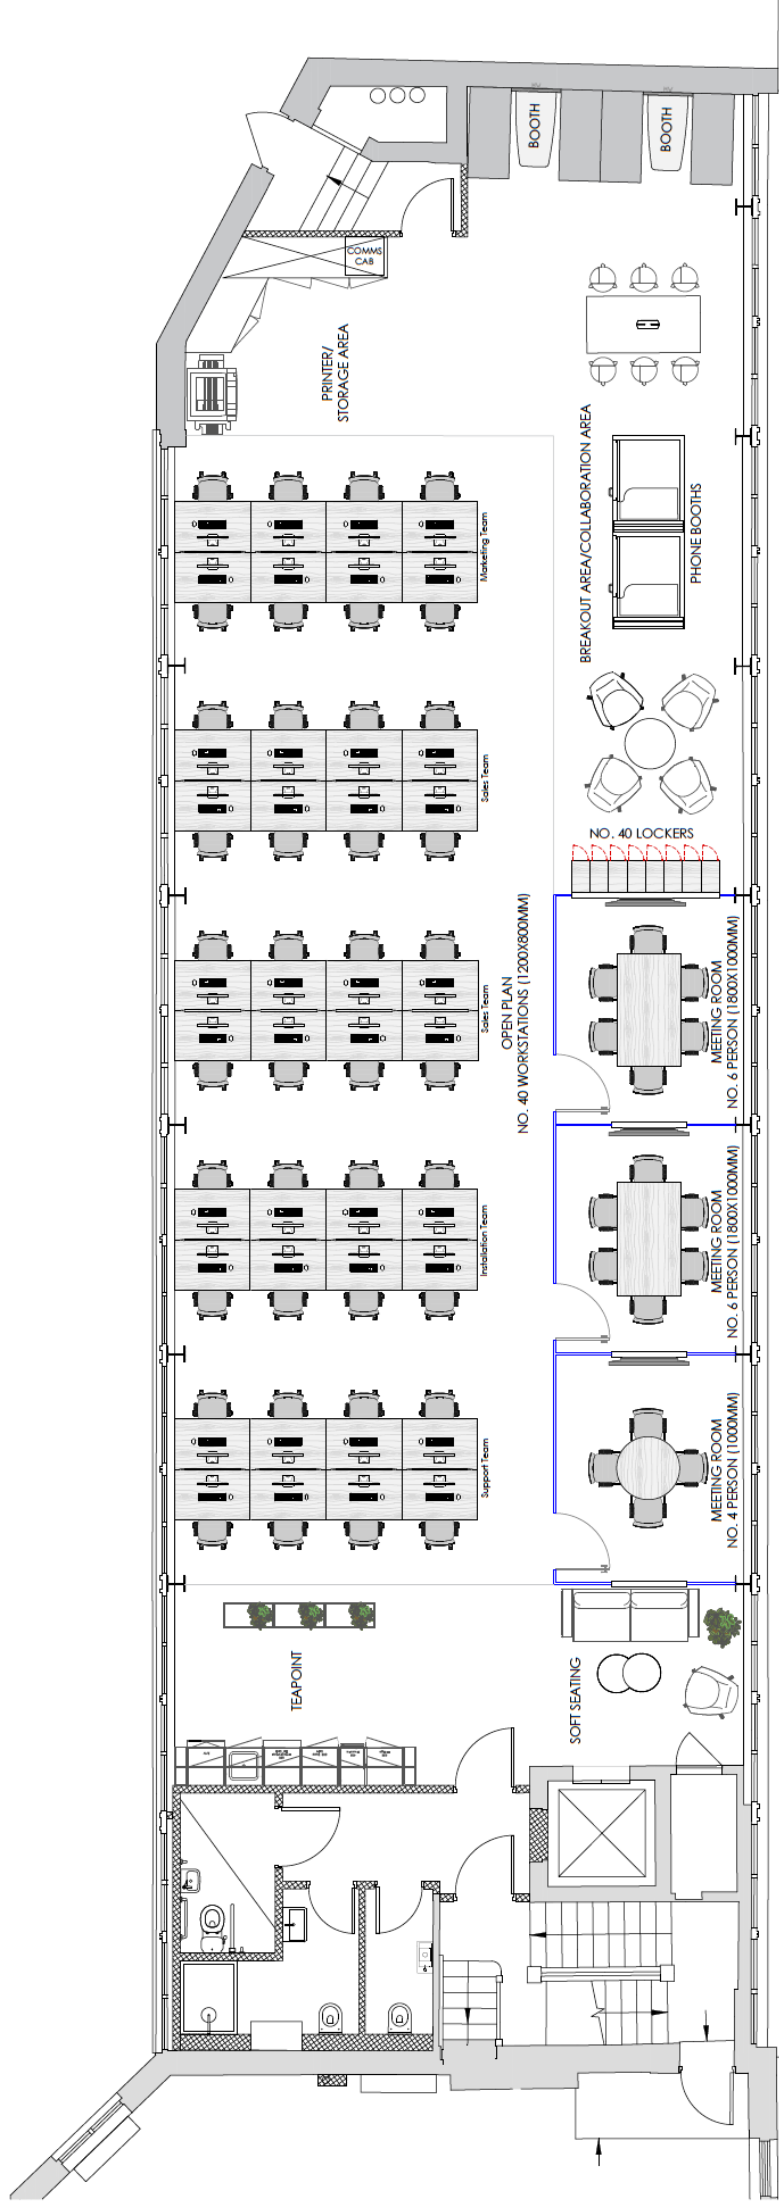 BOOTH
BOOTH
COMMS
CAB
PRINTER/
STORAGE AREA
BREAKOUT AREA/COLLABORATION AREA
PHONE BOOTHS
Marketing Team
Sales Team
NO. 40 LOCKERS
OPEN PLAN
NO. 40 WORKSTATIONS (1200X800MM)
Sales Team
MEETING ROOM
NO. 6 PERSON (1800X1000MM)
Installation Team
MEETING ROOM
NO. 6 PERSON (1800X1000MM)
Support Team
MEETING ROOM
NO. 4 PERSON (1000MM)
TEAPOINT
SOFT SEATING